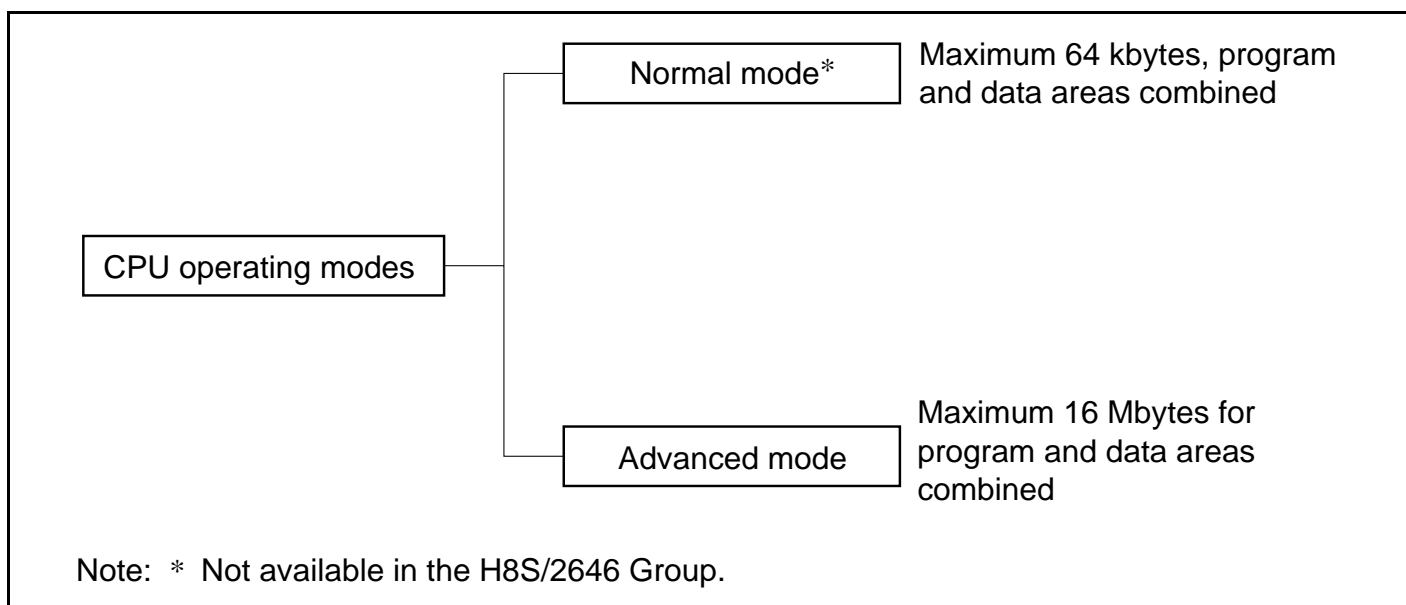 Normal mode*
Maximum 64 kbytes, program
and data areas combined
CPU operating modes
Advanced mode
Maximum 16 Mbytes for
program and data areas
combined
Note: * Not available in the H8S/2646 Group.